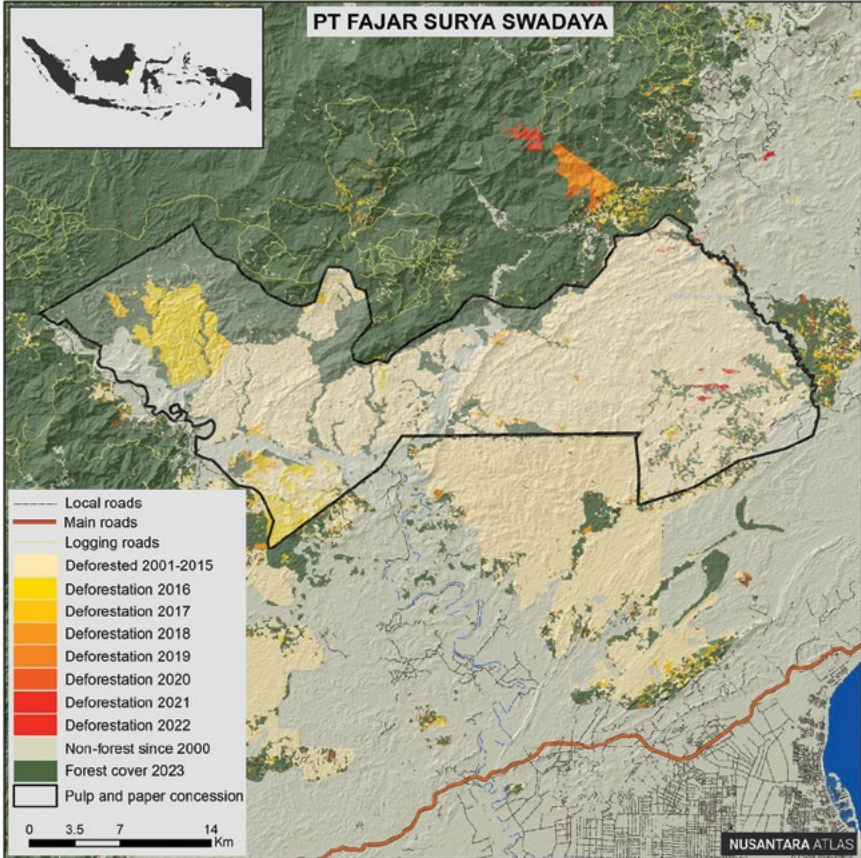 PT FAJAR SURYA SWADAYA
Local roads
Main roads
Logging roads
Deforested 2001-2015
Deforestation 2016
Deforestation 2017
Deforestation 2018
Deforestation 2019
Deforestation 2020
Deforestation 2021
Deforestation 2022
Non-forest since 2000
Forest cover 2023
Pulp and paper concession
0 3.5 7 14
Km
NUSANTARA ATLAS